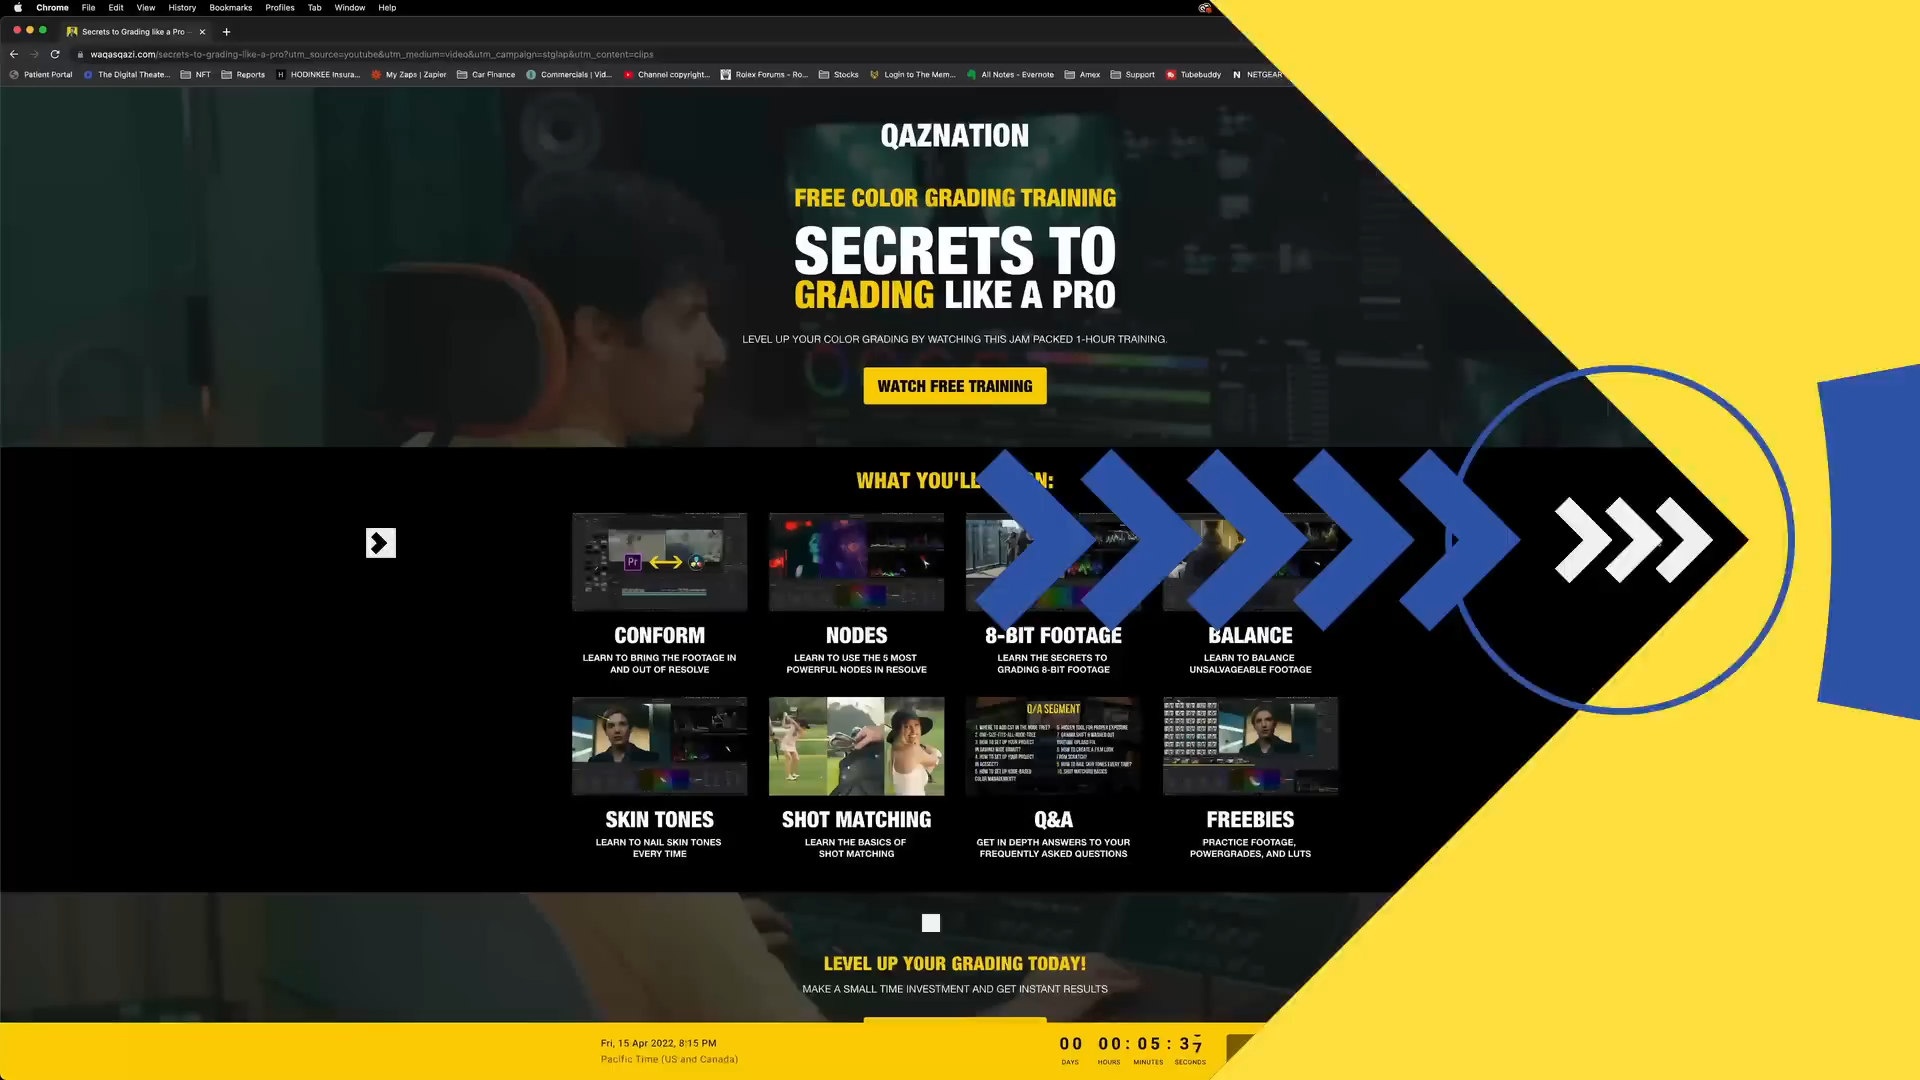 Chrome File Edit View History Bookmarks Profiles Tab Window Help
Secrets to Grading like a Pro
waqasqazi.com/secrets-to-grading-like-a-pro?utm_source=youtube&utm_medium=video&utm_campaign=stglap&utm_content=clips
Patient Portal The Digital Theate... NFT Reports HODINKEE Insura... My Zaps | Zapier Car Finance Commercials | Vid... Channel copyright... Rolex Forums - Ro... Stocks Login to The Mem... All Notes - Evernote Amex Support Tubebuddy NETGEAR
QAZNATION
FREE COLOR GRADING TRAINING
SECRETS TO
GRADING LIKE A PRO
LEVEL UP YOUR COLOR GRADING BY WATCHING THIS JAM PACKED 1-HOUR TRAINING.
WATCH FREE TRAINING
WHAT YOU'LL
Pr
CONFORM
LEARN TO BRING THE FOOTAGE IN
AND OUT OF RESOLVE
NODES
LEARN TO USE THE 5 MOST
POWERFUL NODES IN RESOLVE
8-BIT FOOTAGE
LEARN THE SECRETS TO
GRADING 8-BIT FOOTAGE
BALANCE
LEARN TO BALANCE
UNSALVAGEABLE FOOTAGE
Q/A SEGMENT
SKIN TONES
LEARN TO NAIL SKIN TONES
EVERY TIME
SHOT MATCHING
LEARN THE BASICS OF
SHOT MATCHING
Q&A
GET IN DEPTH ANSWERS TO YOUR
FREQUENTLY ASKED QUESTIONS
FREEBIES
PRACTICE FOOTAGE,
POWERGRADES, AND LUTS
LEVEL UP YOUR GRADING TODAY!
MAKE A SMALL TIME INVESTMENT AND GET INSTANT RESULTS
Fri, 15 Apr 2022, 8:15 PM
Pacific Time (US and Canada)
00 00 : 05 : 37
DAYS HOURS MINUTES SECONDS